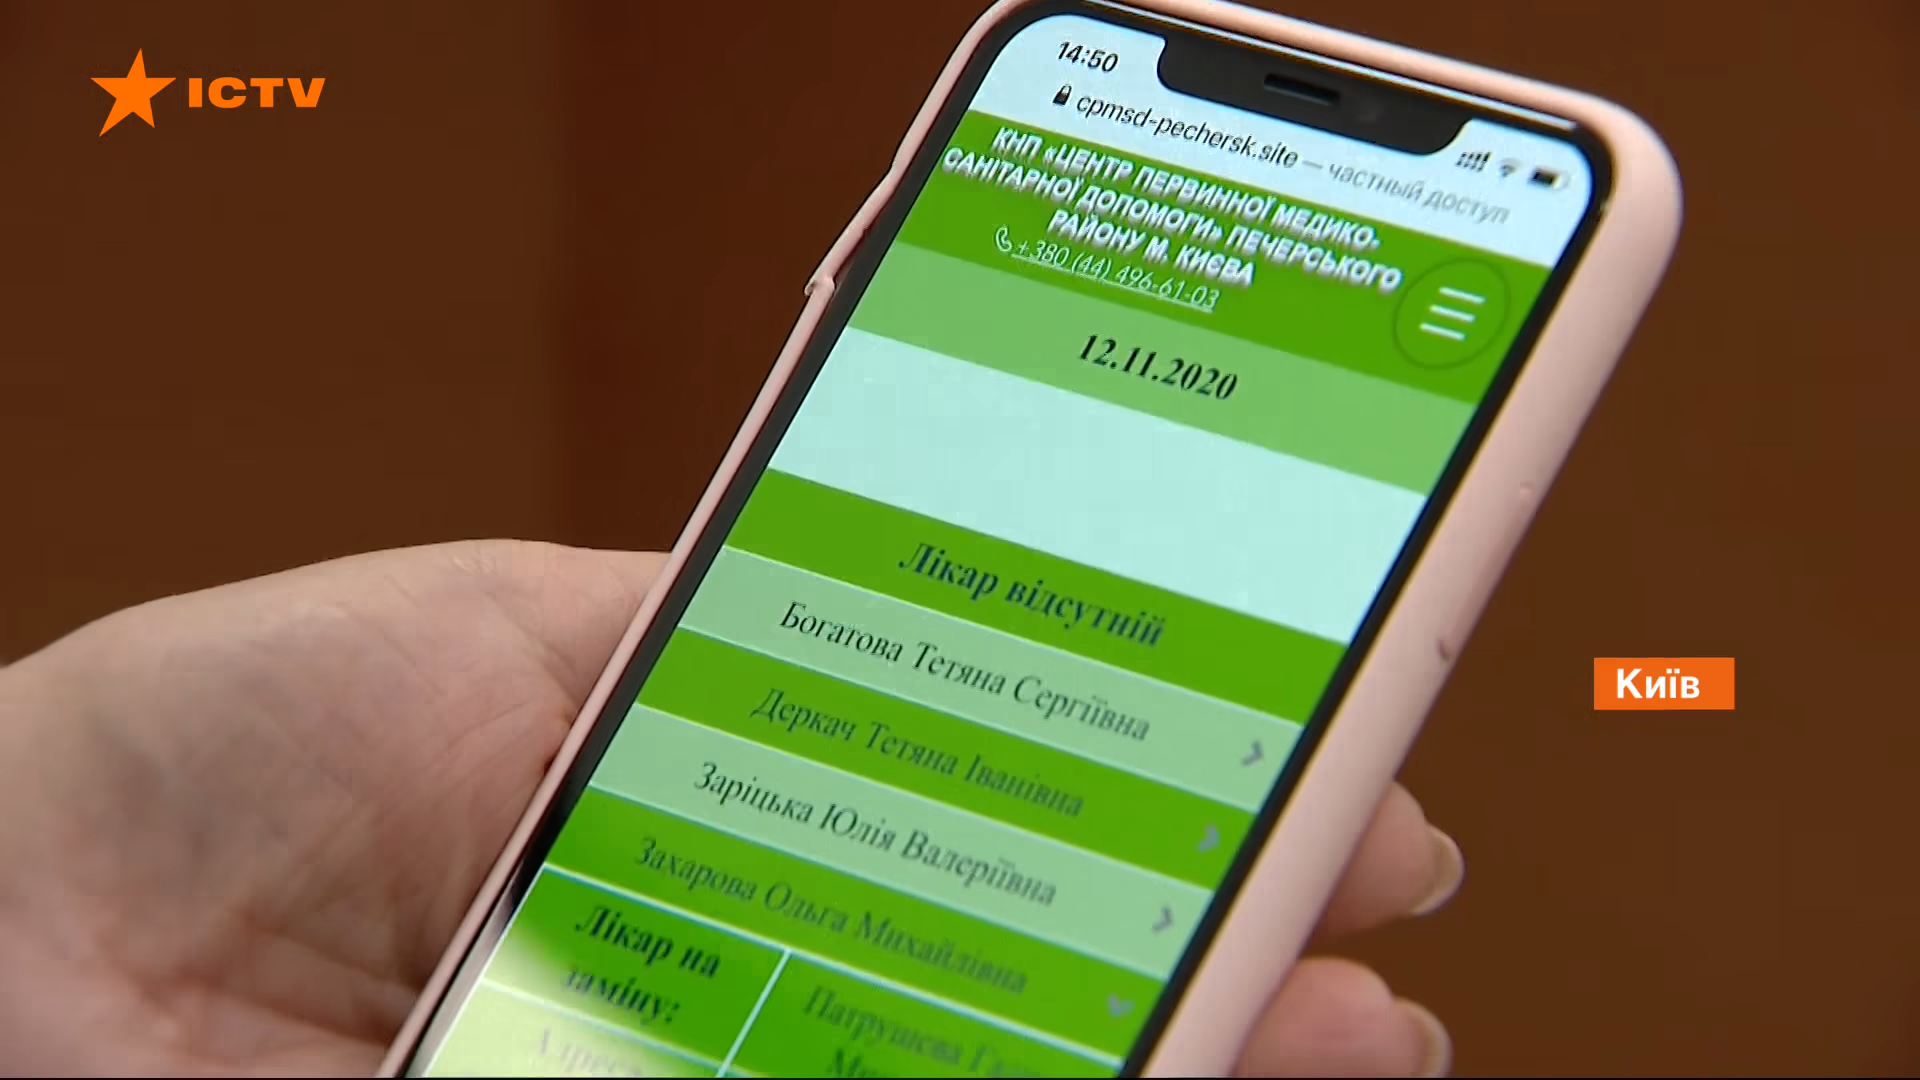 ICTV
14:50
cpmsd-pechersk.site — частный доступ
КНП «ЦЕНТР ПЕРВИННОЇ МЕДИКО-
САНІТАРНОЇ ДОПОМОГИ» ПЕЧЕРСЬКОГО
РАЙОНУ М. КИЄВА
+380 (44) 496-61-03
12.11.2020
Лікар відсутній
Богатова Тетяна Сергіївна
Деркач Тетяна Іванівна
Заріцька Юлія Валеріївна
Захарова Ольга Михайлівна
Лікар на
заміну:
Патрушева
Київ